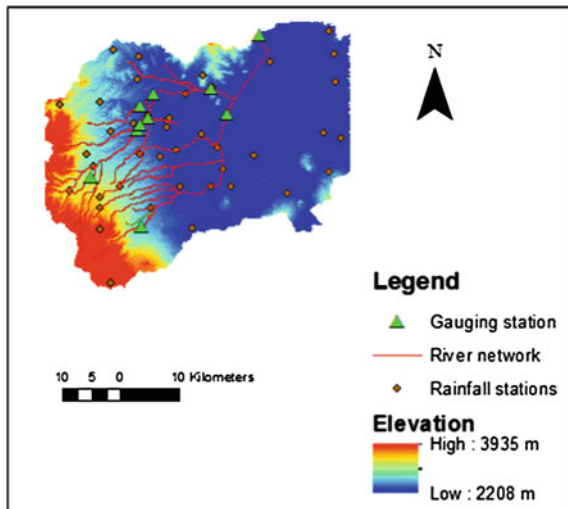 N
Legend
Gauging station
River network
Rainfall stations
10 5 0 10 Kilometers
Elevation
High : 3935 m
Low : 2208 m